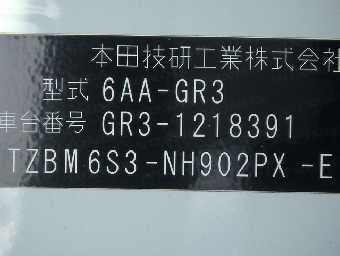 本田技研工業株式会
型式 6AA-GR3
車台番号 GR3-1218391
TZBM6S3-NH902PX-E